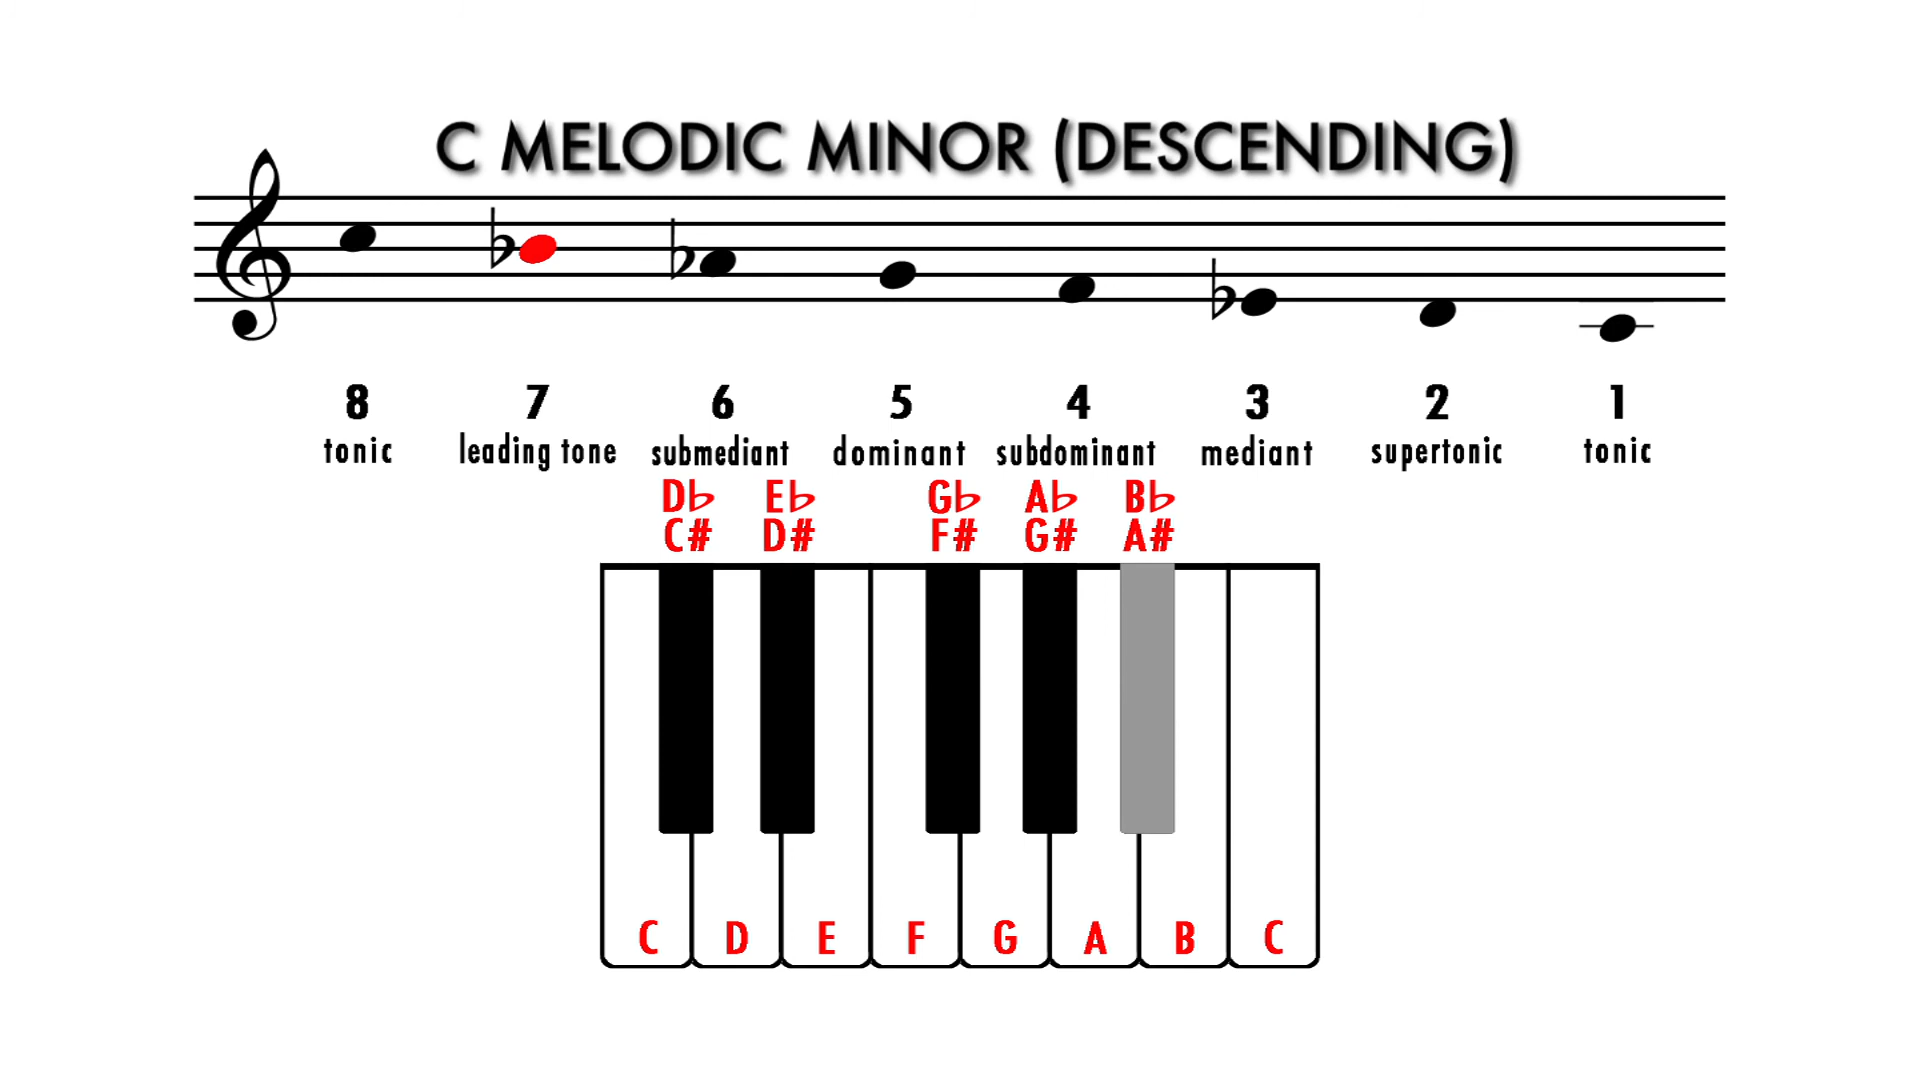 C MELODIC MINOR (DESCENDING)
8 7 6 5 4 3 2 1
tonic leading tone submediant dominant subdominant mediant supertonic tonic
D♭ E♭ G♭ A♭ B♭
C# D# F# G# A#
C D E F G A B C